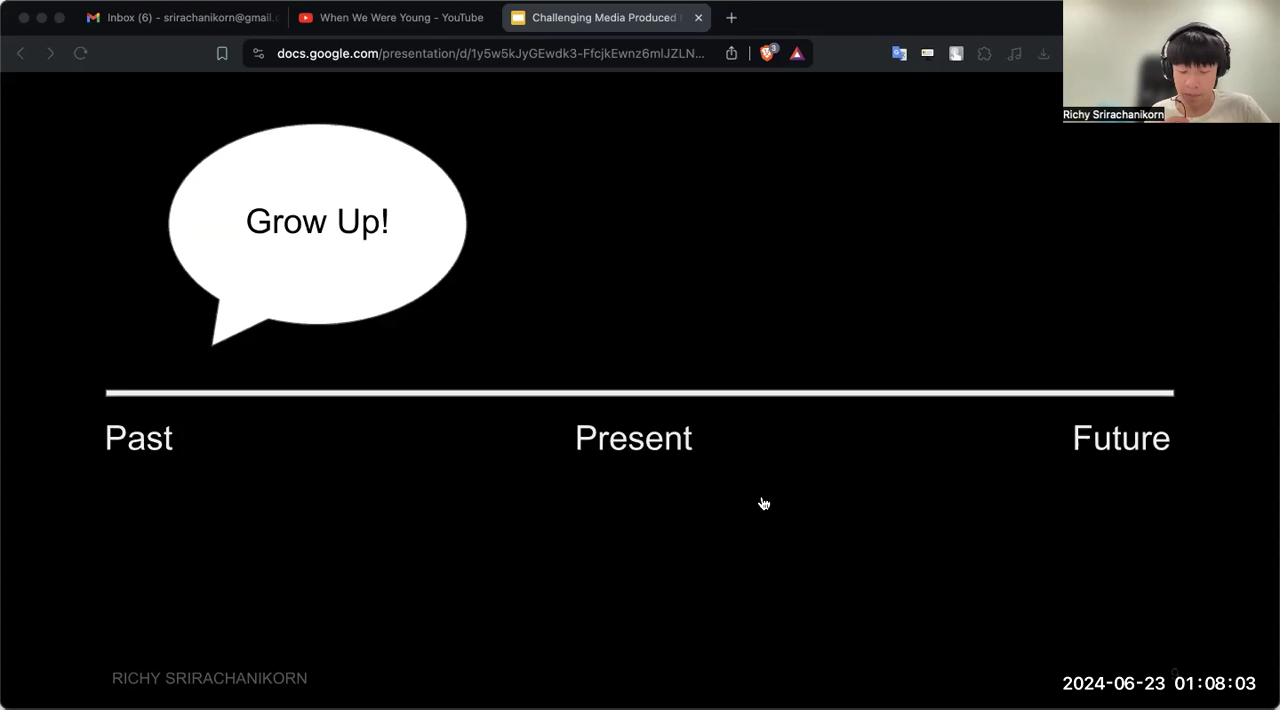 Inbox (6) - srirachanikorn@gmail.
When We Were Young - YouTube
Challenging Media Produced
docs.google.com/presentation/d/1y5w5kJyGEwdk3-FfcjkEwnz6mIJZLN...
3
Richy Srirachanikorn
Grow Up!
Past
Present
Future
RICHY SRIRACHANIKORN
2024-06-23 01:08:03